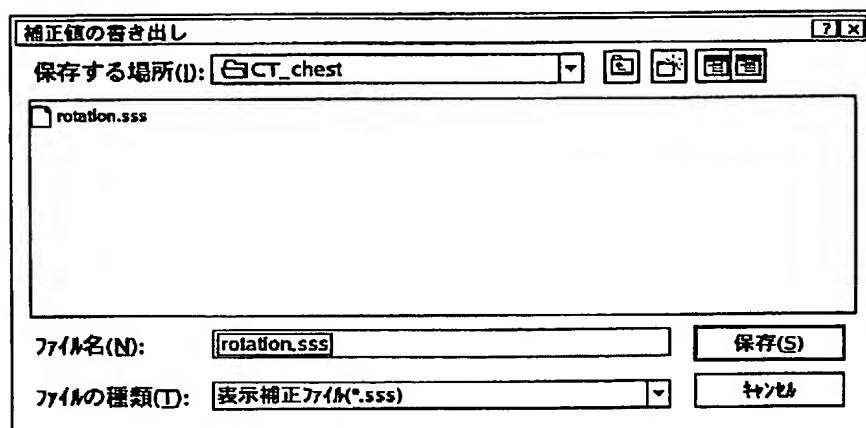 補正値の書き出し
保存する場所(I): CT_chest
rotation.sss
ファイル名(N): rotation.sss 保存(S)
ファイルの種類(T): 表示補正ファイル(*.sss) キャンセル